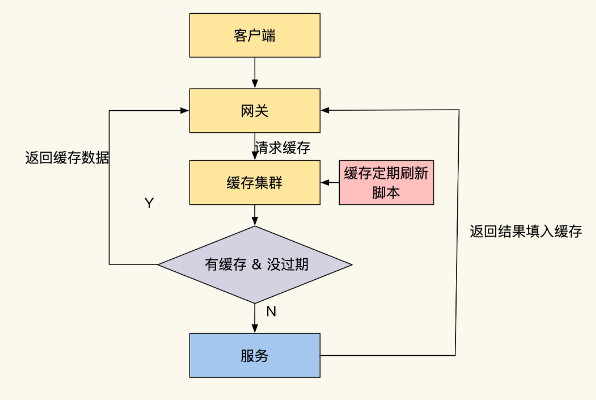 客户端
网关
请求缓存
返回缓存数据
缓存集群
缓存定期刷新
脚本
Y
返回结果填入缓存
有缓存 & 没过期
N
服务